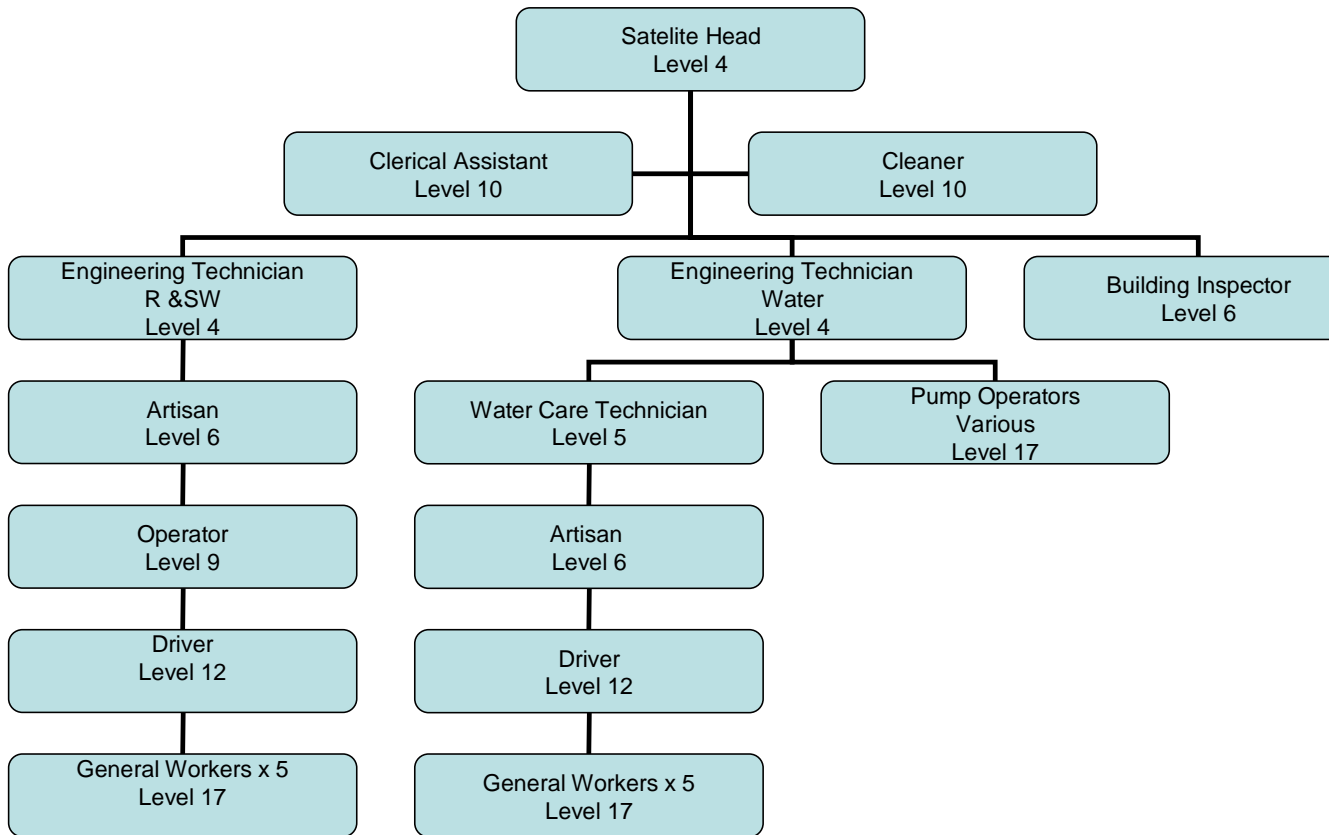 Satelite Head
Level 4
Clerical Assistant
Level 10
Cleaner
Level 10
Engineering Technician
R &SW
Level 4
Engineering Technician
Water
Level 4
Building Inspector
Level 6
Artisan
Level 6
Water Care Technician
Level 5
Pump Operators
Various
Level 17
Operator
Level 9
Artisan
Level 6
Driver
Level 12
Driver
Level 12
General Workers x 5
Level 17
General Workers x 5
Level 17